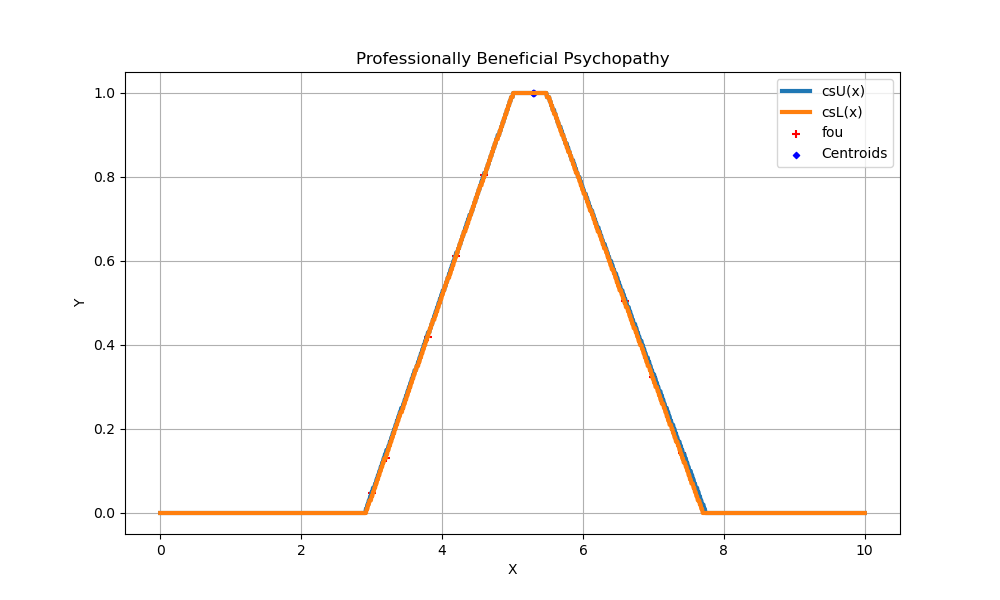 Professionally Beneficial Psychopathy
csU(x)
csL(x)
fou
Centroids
1.0
0.8
0.6
0.4
0.2
0.0
Y
0 2 4 6 8 10
X